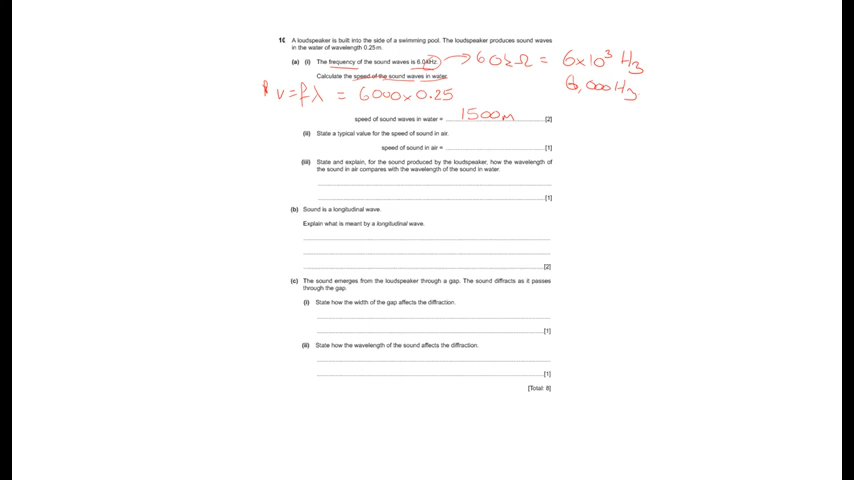 10 A loudspeaker is built into the side of a swimming pool. The loudspeaker produces sound waves
in the water of wavelength 0.25 m.
(a) (i) The frequency of the sound waves is 6.0 kHz. → 6.0kΩ = 6×10³ Hz
Calculate the speed of the sound waves in water. 6,000Hz
v = fλ = 6000×0.25
speed of sound waves in water = 1500m [2]
(ii) State a typical value for the speed of sound in air.
speed of sound in air = [1]
(iii) State and explain, for the sound produced by the loudspeaker, how the wavelength of
the sound in air compares with the wavelength of the sound in water.
[1]
(b) Sound is a longitudinal wave.
Explain what is meant by a longitudinal wave.
[2]
(c) The sound emerges from the loudspeaker through a gap. The sound diffracts as it passes
through the gap.
(i) State how the width of the gap affects the diffraction.
[1]
(ii) State how the wavelength of the sound affects the diffraction.
[1]
[Total: 8]